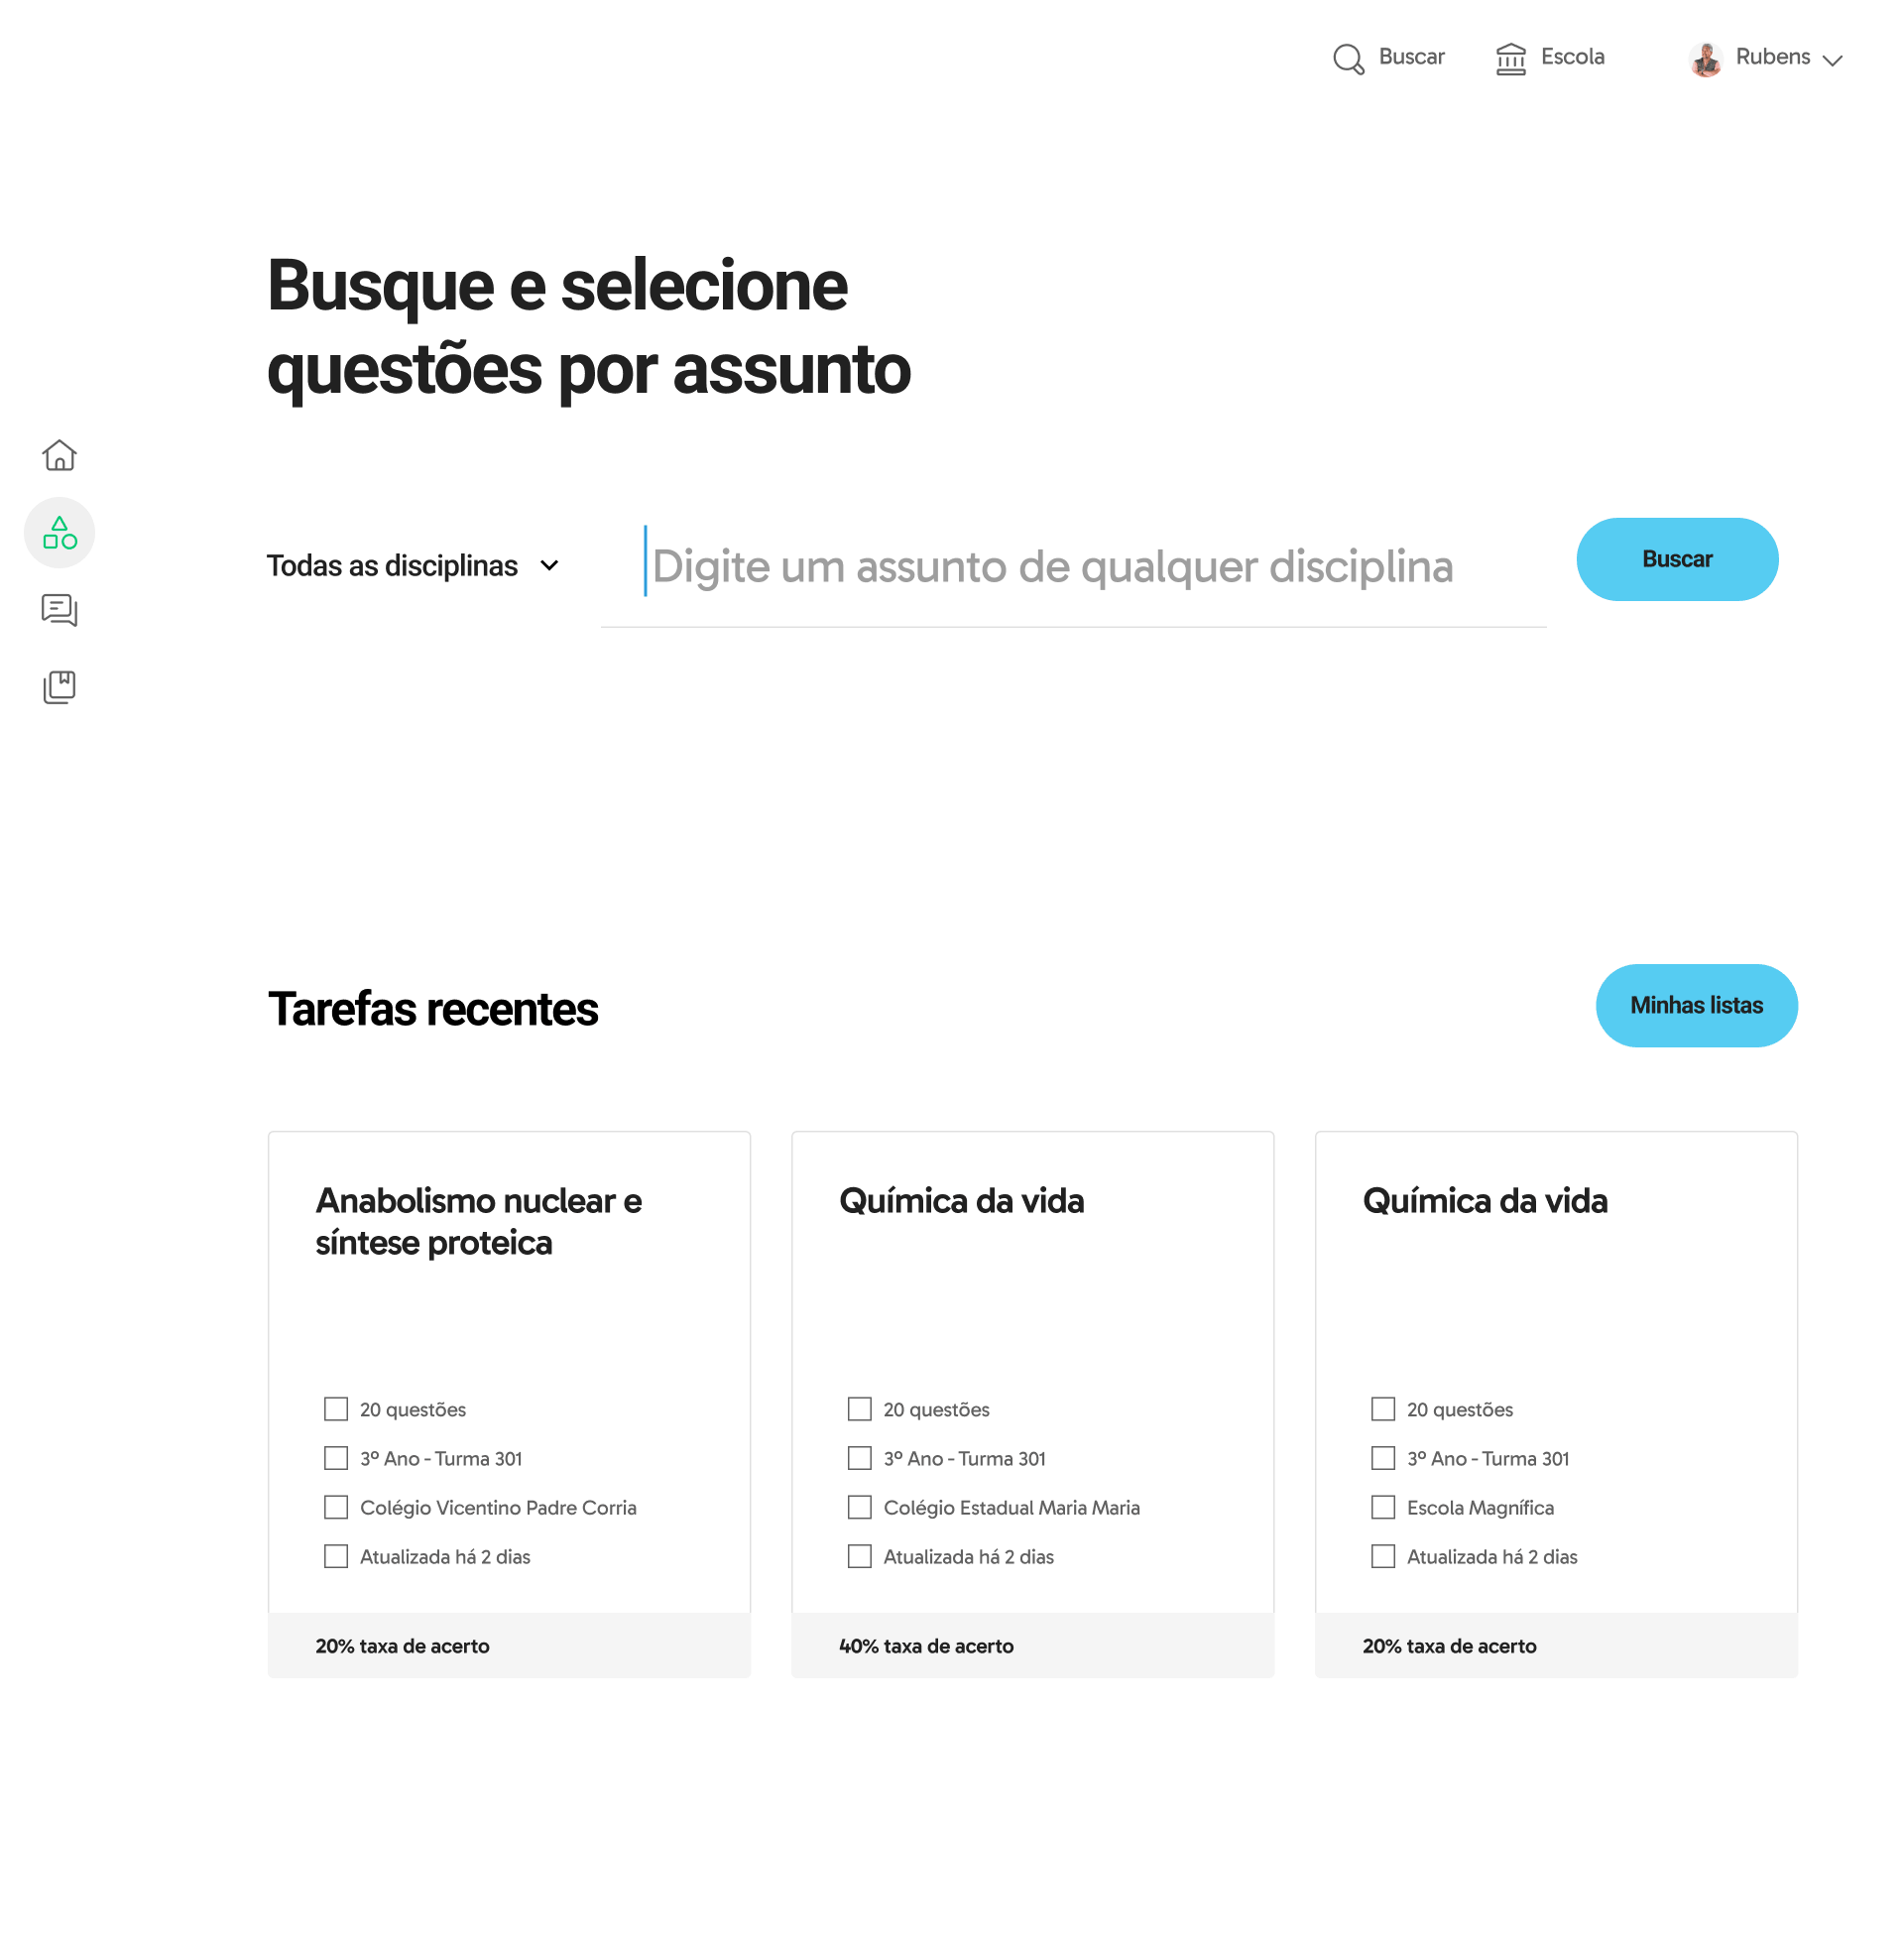 Buscar
Escola
Rubens
Busque e selecione
questões por assunto
Todas as disciplinas
Digite um assunto de qualquer disciplina
Buscar
Tarefas recentes
Minhas listas
Anabolismo nuclear e
síntese proteica
20 questões
3º Ano - Turma 301
Colégio Vicentino Padre Corria
Atualizada há 2 dias
20% taxa de acerto
Química da vida
20 questões
3º Ano - Turma 301
Colégio Estadual Maria Maria
Atualizada há 2 dias
40% taxa de acerto
Química da vida
20 questões
3º Ano - Turma 301
Escola Magnífica
Atualizada há 2 dias
20% taxa de acerto